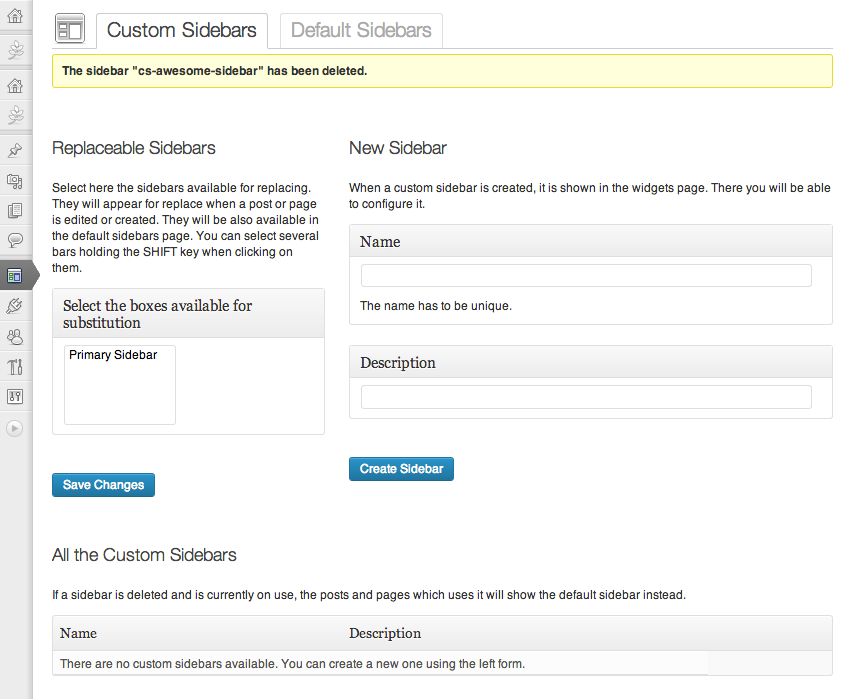 Custom Sidebars
Default Sidebars
The sidebar "cs-awesome-sidebar" has been deleted.
Replaceable Sidebars
Select here the sidebars available for replacing.
They will appear for replace when a post or page
is edited or created. They will be also available in
the default sidebars page. You can select several
bars holding the SHIFT key when clicking on
them.
Select the boxes available for
substitution
Primary Sidebar
Save Changes
New Sidebar
When a custom sidebar is created, it is shown in the widgets page. There you will be able
to configure it.
Name
The name has to be unique.
Description
Create Sidebar
All the Custom Sidebars
If a sidebar is deleted and is currently on use, the posts and pages which uses it will show the default sidebar instead.
Name Description
There are no custom sidebars available. You can create a new one using the left form.